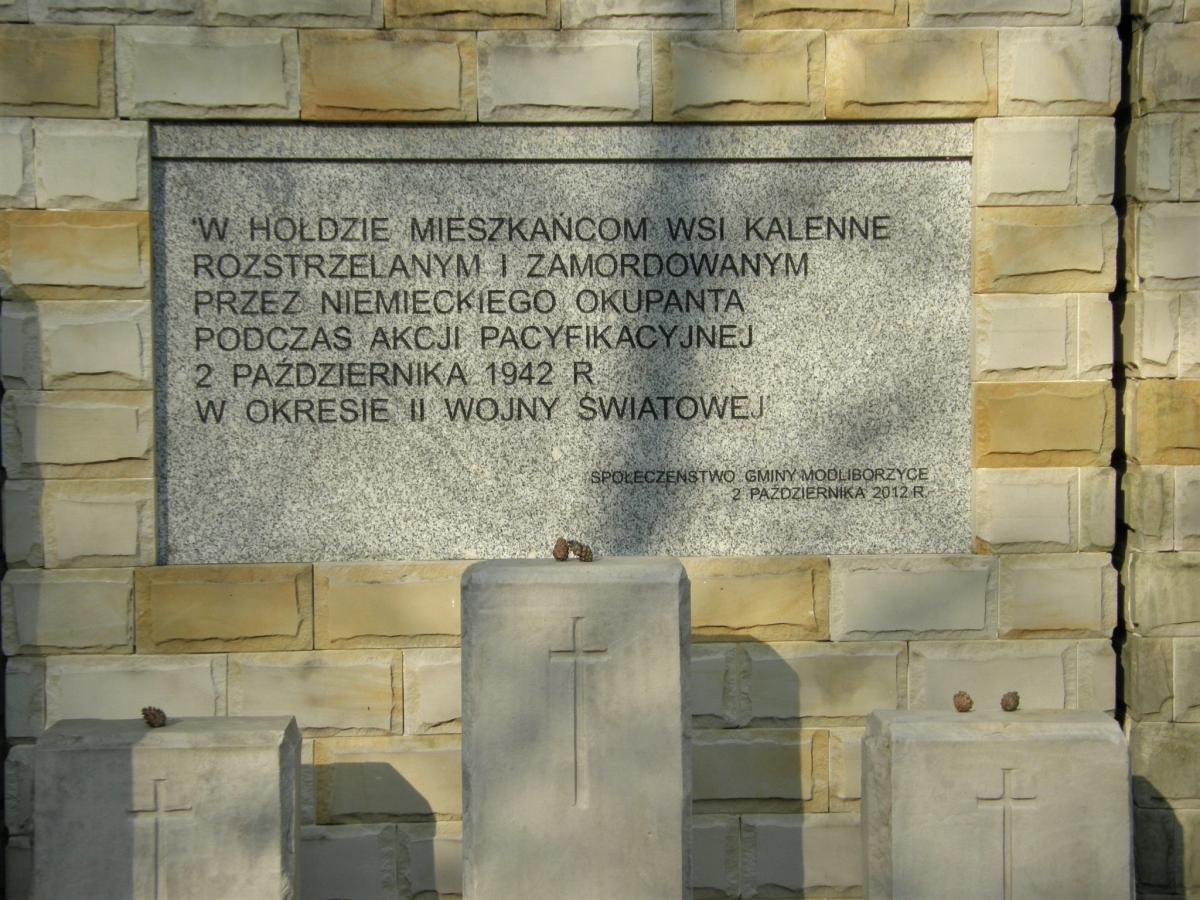 'W HOŁDZIE MIESZKAŃCOM WSI KALENNE
ROZSTRZELANYM I ZAMORDOWANYM
PRZEZ NIEMIECKIEGO OKUPANTA
PODCZAS AKCJI PACYFIKACYJNEJ
2 PAŹDZIERNIKA 1942 R
W OKRESIE II WOJNY ŚWIATOWEJ'
SPOŁECZEŃSTWO GMINY MODLIBORZYCE
2 PAŹDZIERNIKA 2012 R.